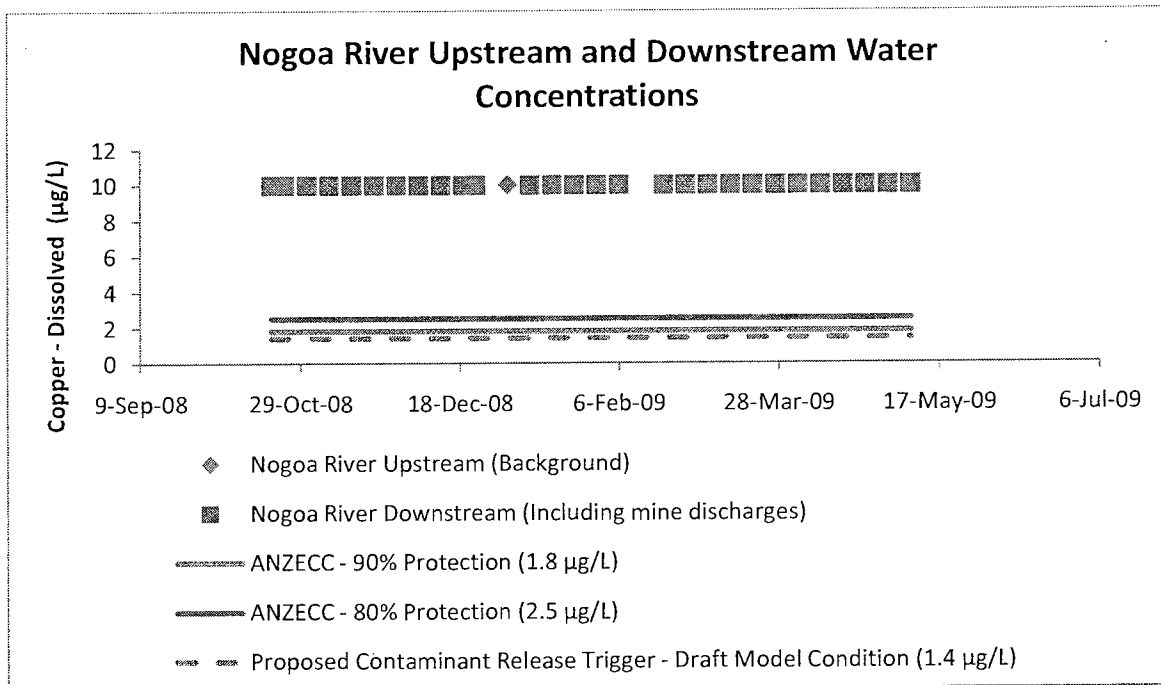 Nogoa River Upstream and Downstream Water
Concentrations
Copper - Dissolved (µg/L)
12
10
8
6
4
2
0
9-Sep-08 29-Oct-08 18-Dec-08 6-Feb-09 28-Mar-09 17-May-09 6-Jul-09
Nogoa River Upstream (Background)
Nogoa River Downstream (Including mine discharges)
ANZECC - 90% Protection (1.8 µg/L)
ANZECC - 80% Protection (2.5 µg/L)
Proposed Contaminant Release Trigger - Draft Model Condition (1.4 µg/L)